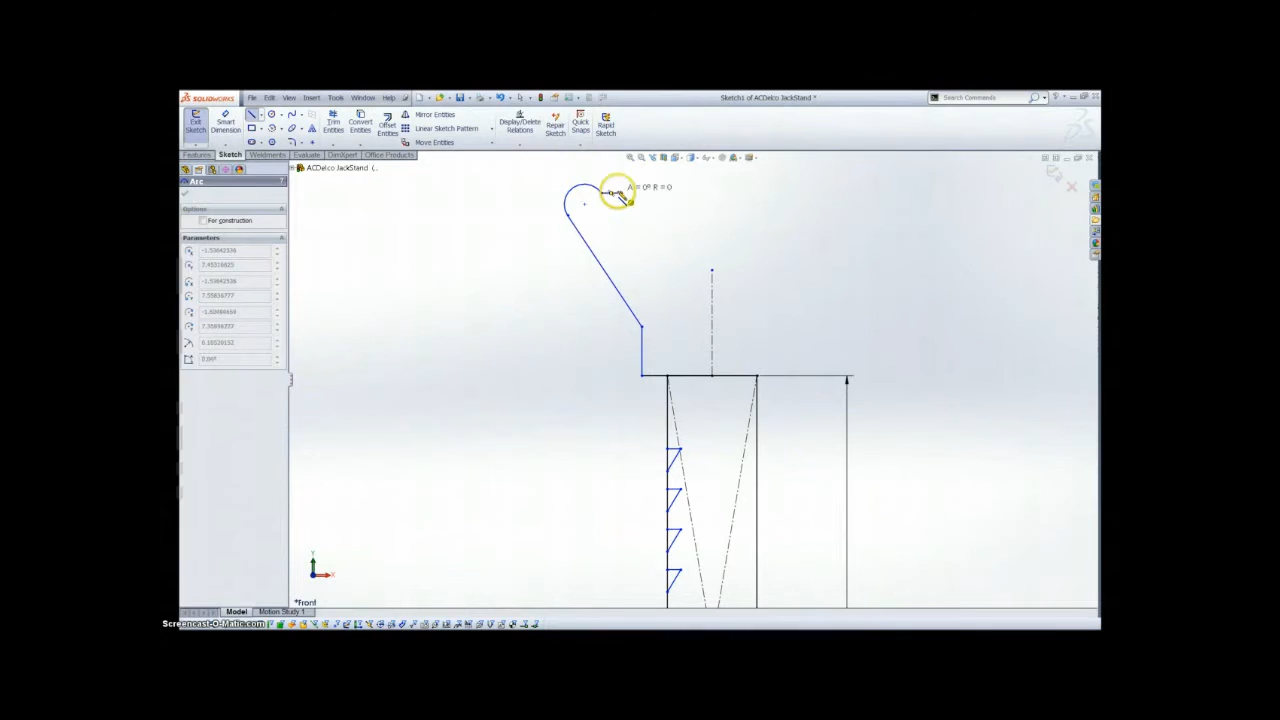 SOLIDWORKS File Edit View Insert Tools Window Help Sketch1 of ACDelco JackStand * Search Commands
Exit Sketch
Smart Dimension
Trim Entities
Convert Entities
Offset Entities
Mirror Entities
Linear Sketch Pattern
Move Entities
Display/Delete Relations
Repair Sketch
Quick Snaps
Rapid Sketch
Features Sketch Weldments Evaluate DimXpert Office Products
ACDelco JackStand (..
Arc ?
Options
For construction
Parameters
A = 0º R = 0
Y
X
*Front
Model Motion Study 1
Screencast-O-Matic.com